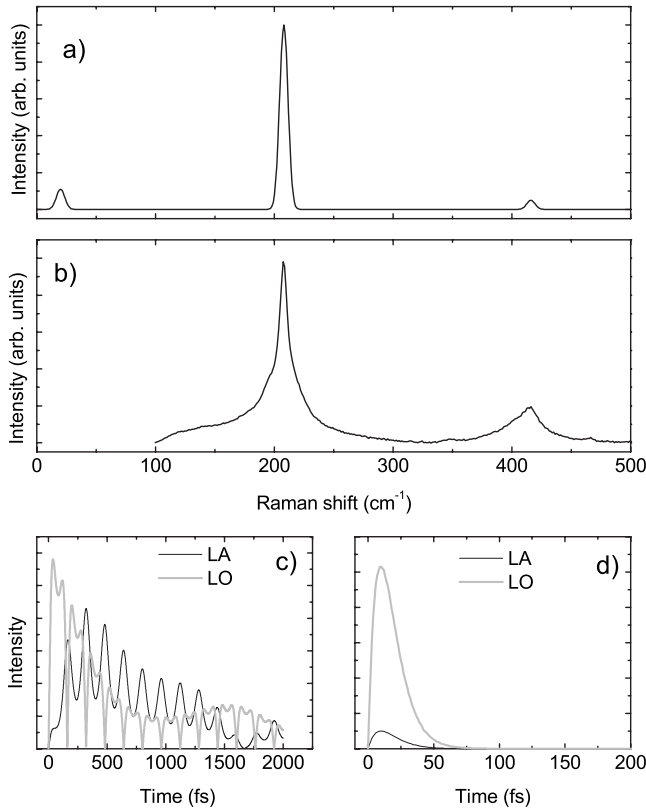 a)
Intensity (arb. units)
b)
Intensity (arb. units)
0 100 200 300 400 500
Raman shift (cm⁻¹)
LA
LO
c)
Intensity
0 500 1000 1500 2000
Time (fs)
LA
LO
d)
0 50 100 150 200
Time (fs)